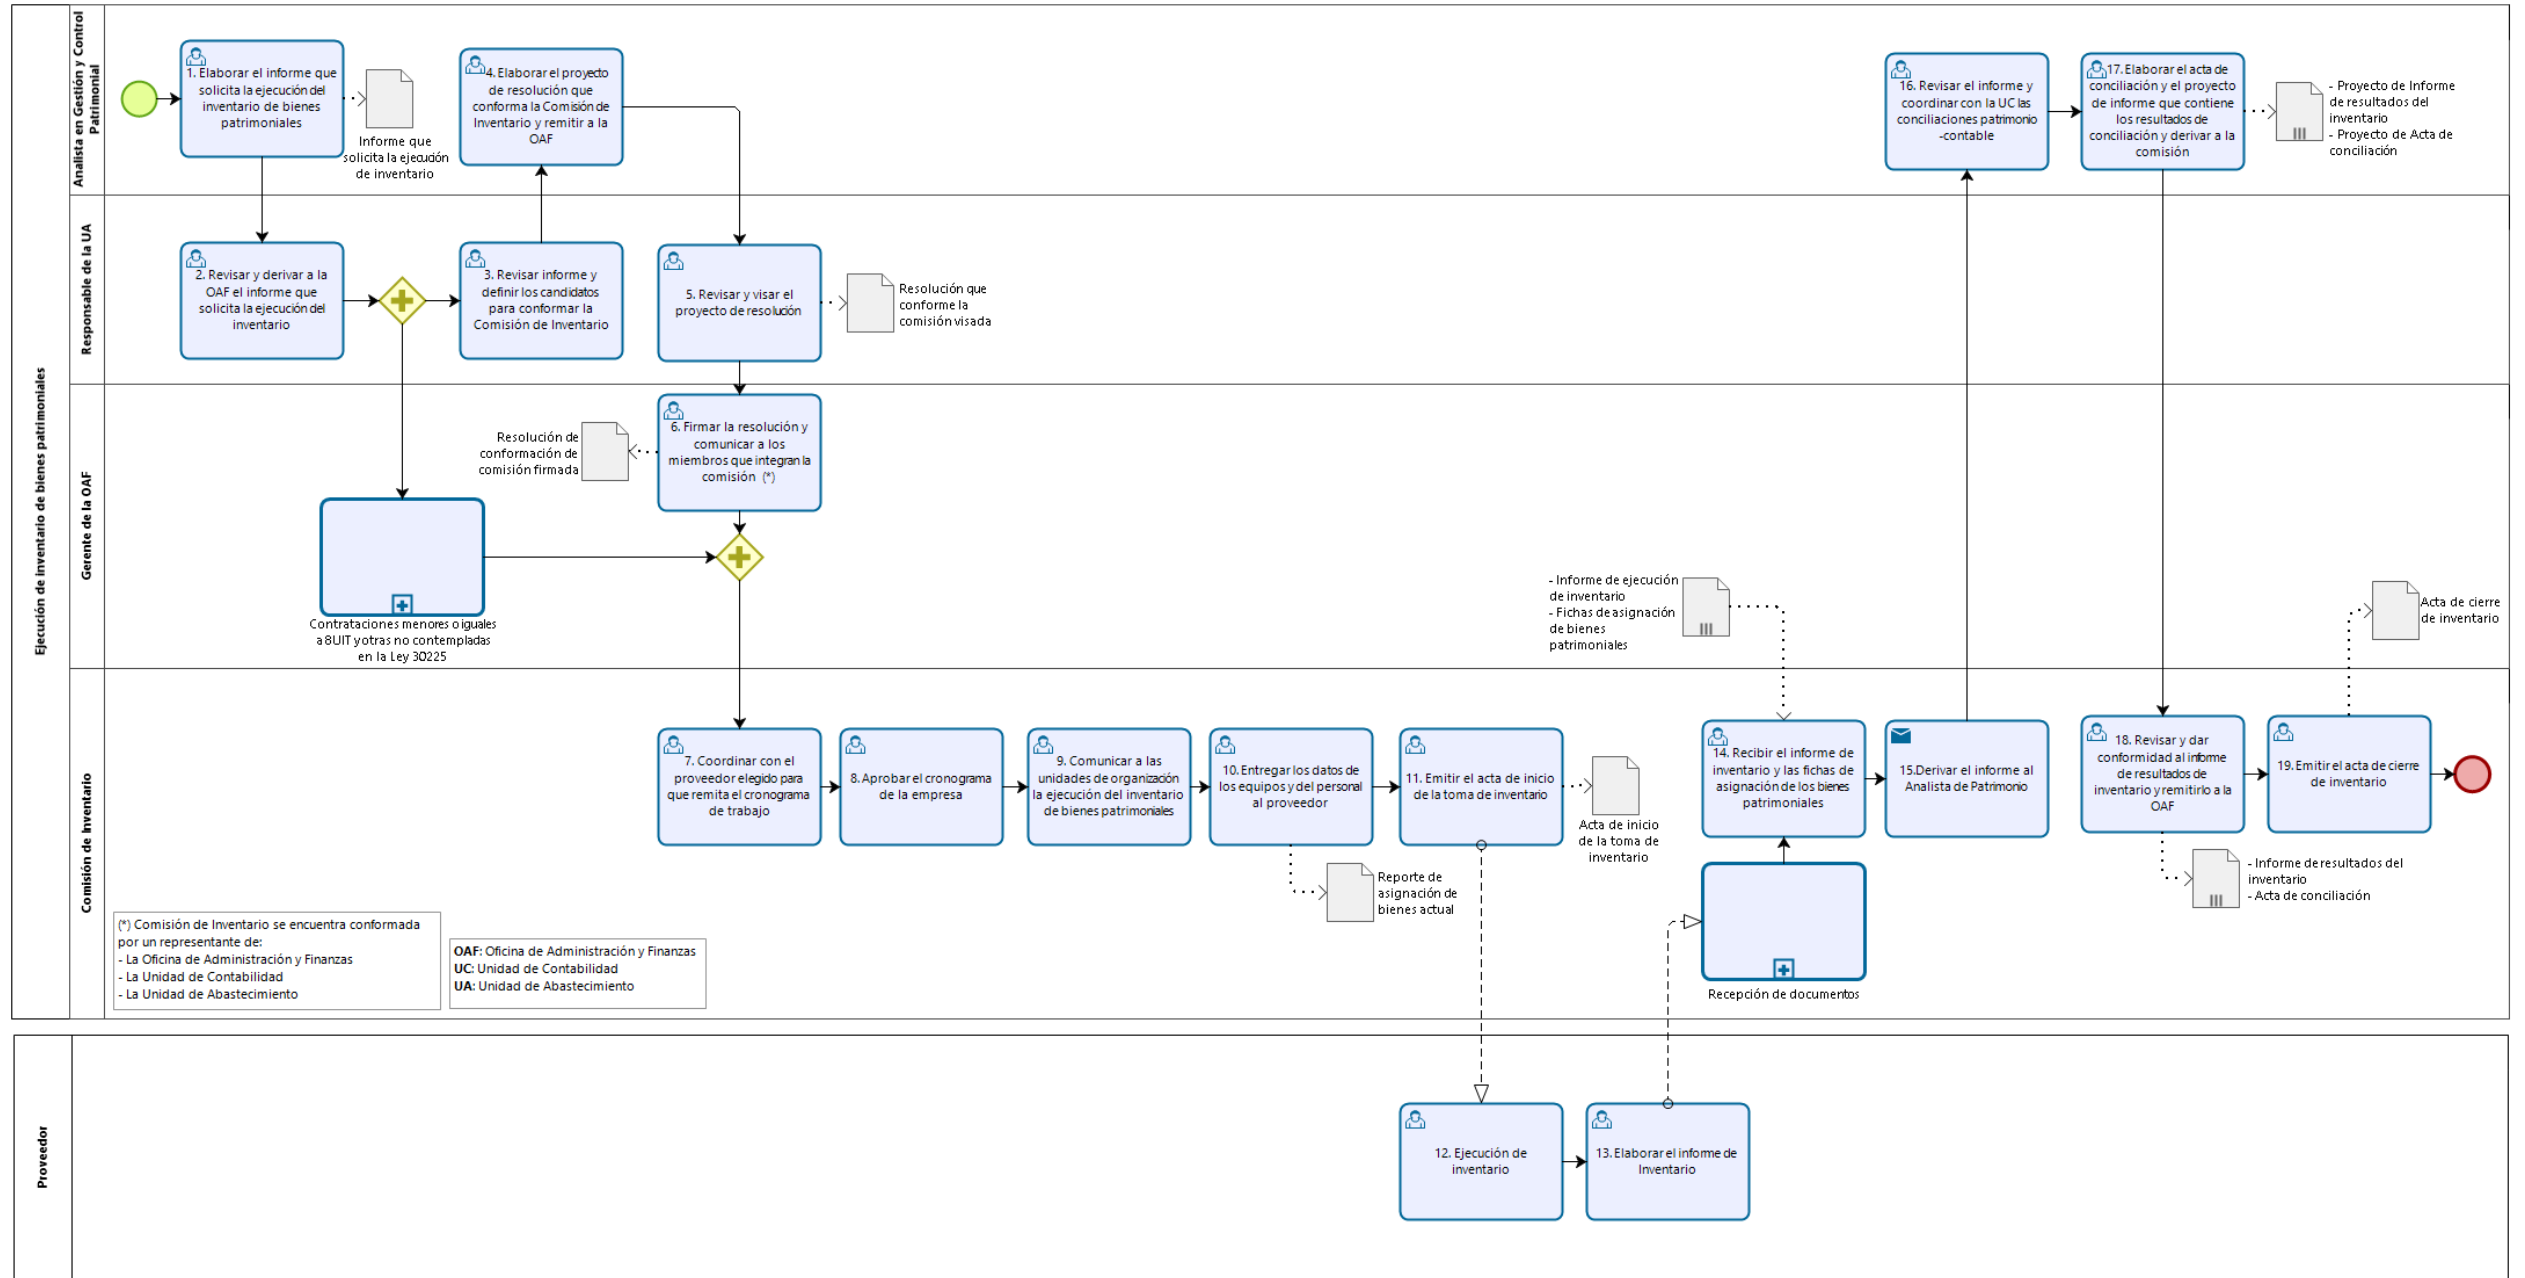 Ejecución de inventario de bienes patrimoniales
Analista en Gestión y Control
Patrimonial
1. Elaborar el informe que
solicita la ejecución del
inventario de bienes
patrimoniales
Informe que
solicita la ejecución
de inventario
4. Elaborar el proyecto
de resolución que
conforma la Comisión de
Inventario y remitir a la
OAF
16. Revisar el informe y
coordinar con la UC las
conciliaciones patrimonio
-contable
17. Elaborar el acta de
conciliación y el proyecto
de informe que contiene
los resultados de
conciliación y derivar a la
comisión
- Proyecto de Informe
de resultados del
inventario
- Proyecto de Acta de
conciliación
Responsable de la UA
2. Revisar y derivar a la
OAF el informe que
solicita la ejecución del
inventario
3. Revisar informe y
definir los candidatos
para conformar la
Comisión de Inventario
5. Revisar y visar el
proyecto de resolución
Resolución que
conforme la
comisión visada
Gerente de la OAF
Resolución de
conformación de
comisión firmada
6. Firmar la resolución y
comunicar a los
miembros que integran la
comisión (*)
Contrataciones menores o iguales
a 8UIT y otras no contempladas
en la Ley 30225
- Informe de ejecución
de inventario
- Fichas de asignación
de bienes
patrimoniales
Acta de cierre
de inventario
Comisión de Inventario
7. Coordinar con el
proveedor elegido para
que remita el cronograma
de trabajo
8. Aprobar el cronograma
de la empresa
9. Comunicar a las
unidades de organización
la ejecución del inventario
de bienes patrimoniales
10. Entregar los datos de
los equipos y del personal
al proveedor
Reporte de
asignación de
bienes actual
11. Emitir el acta de inicio
de la toma de inventario
Acta de inicio
de la toma de
inventario
14. Recibir el informe de
inventario y las fichas de
asignación de los bienes
patrimoniales
Recepción de documentos
15.Derivar el informe al
Analista de Patrimonio
18. Revisar y dar
conformidad al informe
de resultados de
inventario y remitirlo a la
OAF
- Informe de resultados del
inventario
- Acta de conciliación
19. Emitir el acta de cierre
de inventario
(*) Comisión de Inventario se encuentra conformada
por un representante de:
- La Oficina de Administración y Finanzas
- La Unidad de Contabilidad
- La Unidad de Abastecimiento
OAF: Oficina de Administración y Finanzas
UC: Unidad de Contabilidad
UA: Unidad de Abastecimiento
Proveedor
12. Ejecución de
inventario
13. Elaborar el informe de
Inventario